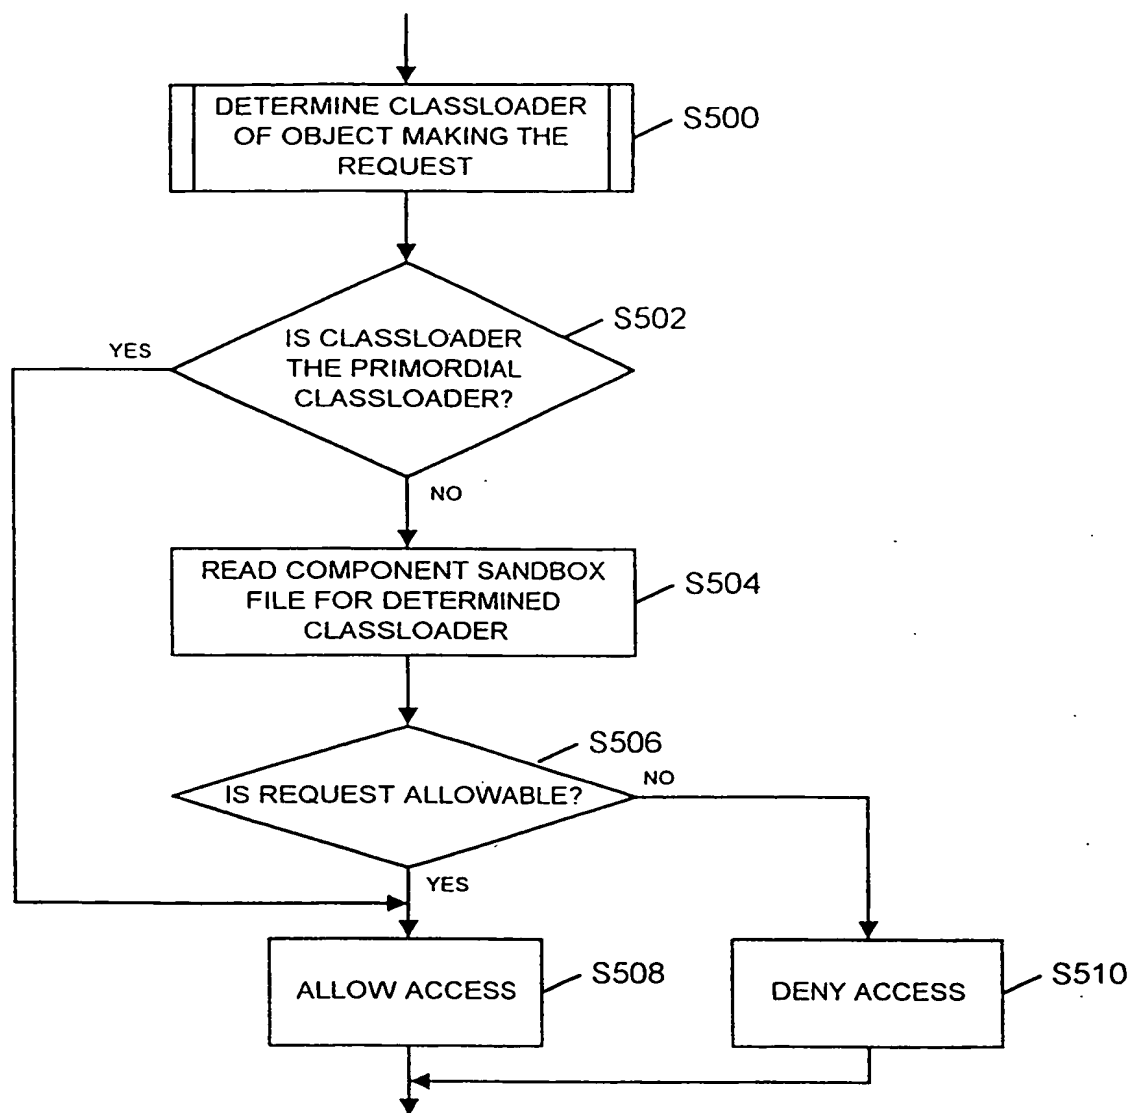 DETERMINE CLASSLOADER
OF OBJECT MAKING THE
REQUEST
S500
IS CLASSLOADER
THE PRIMORDIAL
CLASSLOADER?
S502
YES
NO
READ COMPONENT SANDBOX
FILE FOR DETERMINED
CLASSLOADER
S504
IS REQUEST ALLOWABLE?
S506
NO
YES
ALLOW ACCESS
S508
DENY ACCESS
S510